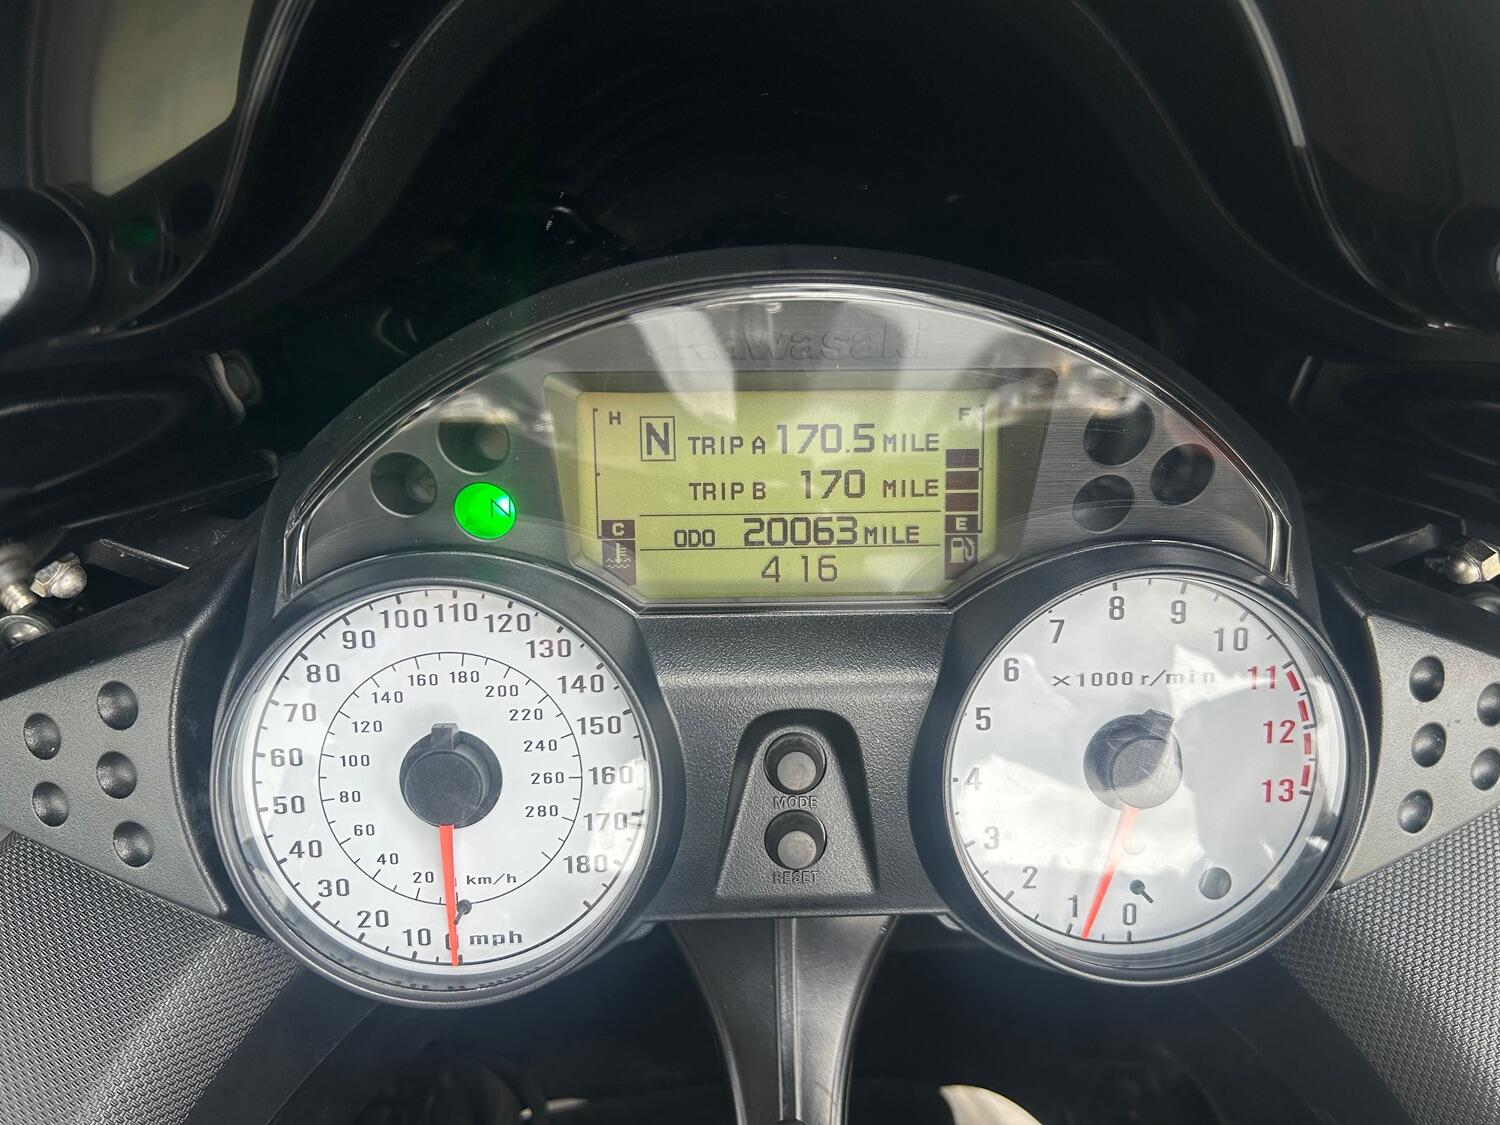 Kawasaki
H
F
N TRIP A 170.5 MILE
TRIP B 170 MILE
C
E
ODO 20063 MILE
4 16
N
0 10 20 30 40 50 60 70 80 90 100 110 120 130 140 150 160 170 180
mph
20 40 60 80 100 120 140 160 180 200 220 240 260 280
km/h
MODE
RESET
0 1 2 3 4 5 6 7 8 9 10 11 12 13
×1000 r/min